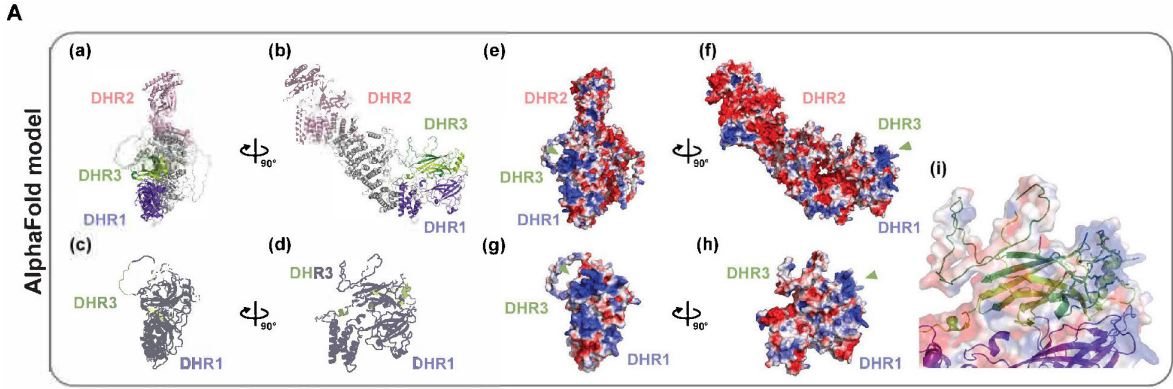 A
AlphaFold model
(a)
DHR2
DHR3
DHR1
90°
(b)
DHR2
DHR3
DHR1
(c)
DHR3
DHR1
90°
(d)
DHR3
DHR1
(e)
DHR2
DHR3
DHR1
90°
(f)
DHR2
DHR3
DHR1
(g)
DHR3
DHR1
90°
(h)
DHR3
DHR1
(i)